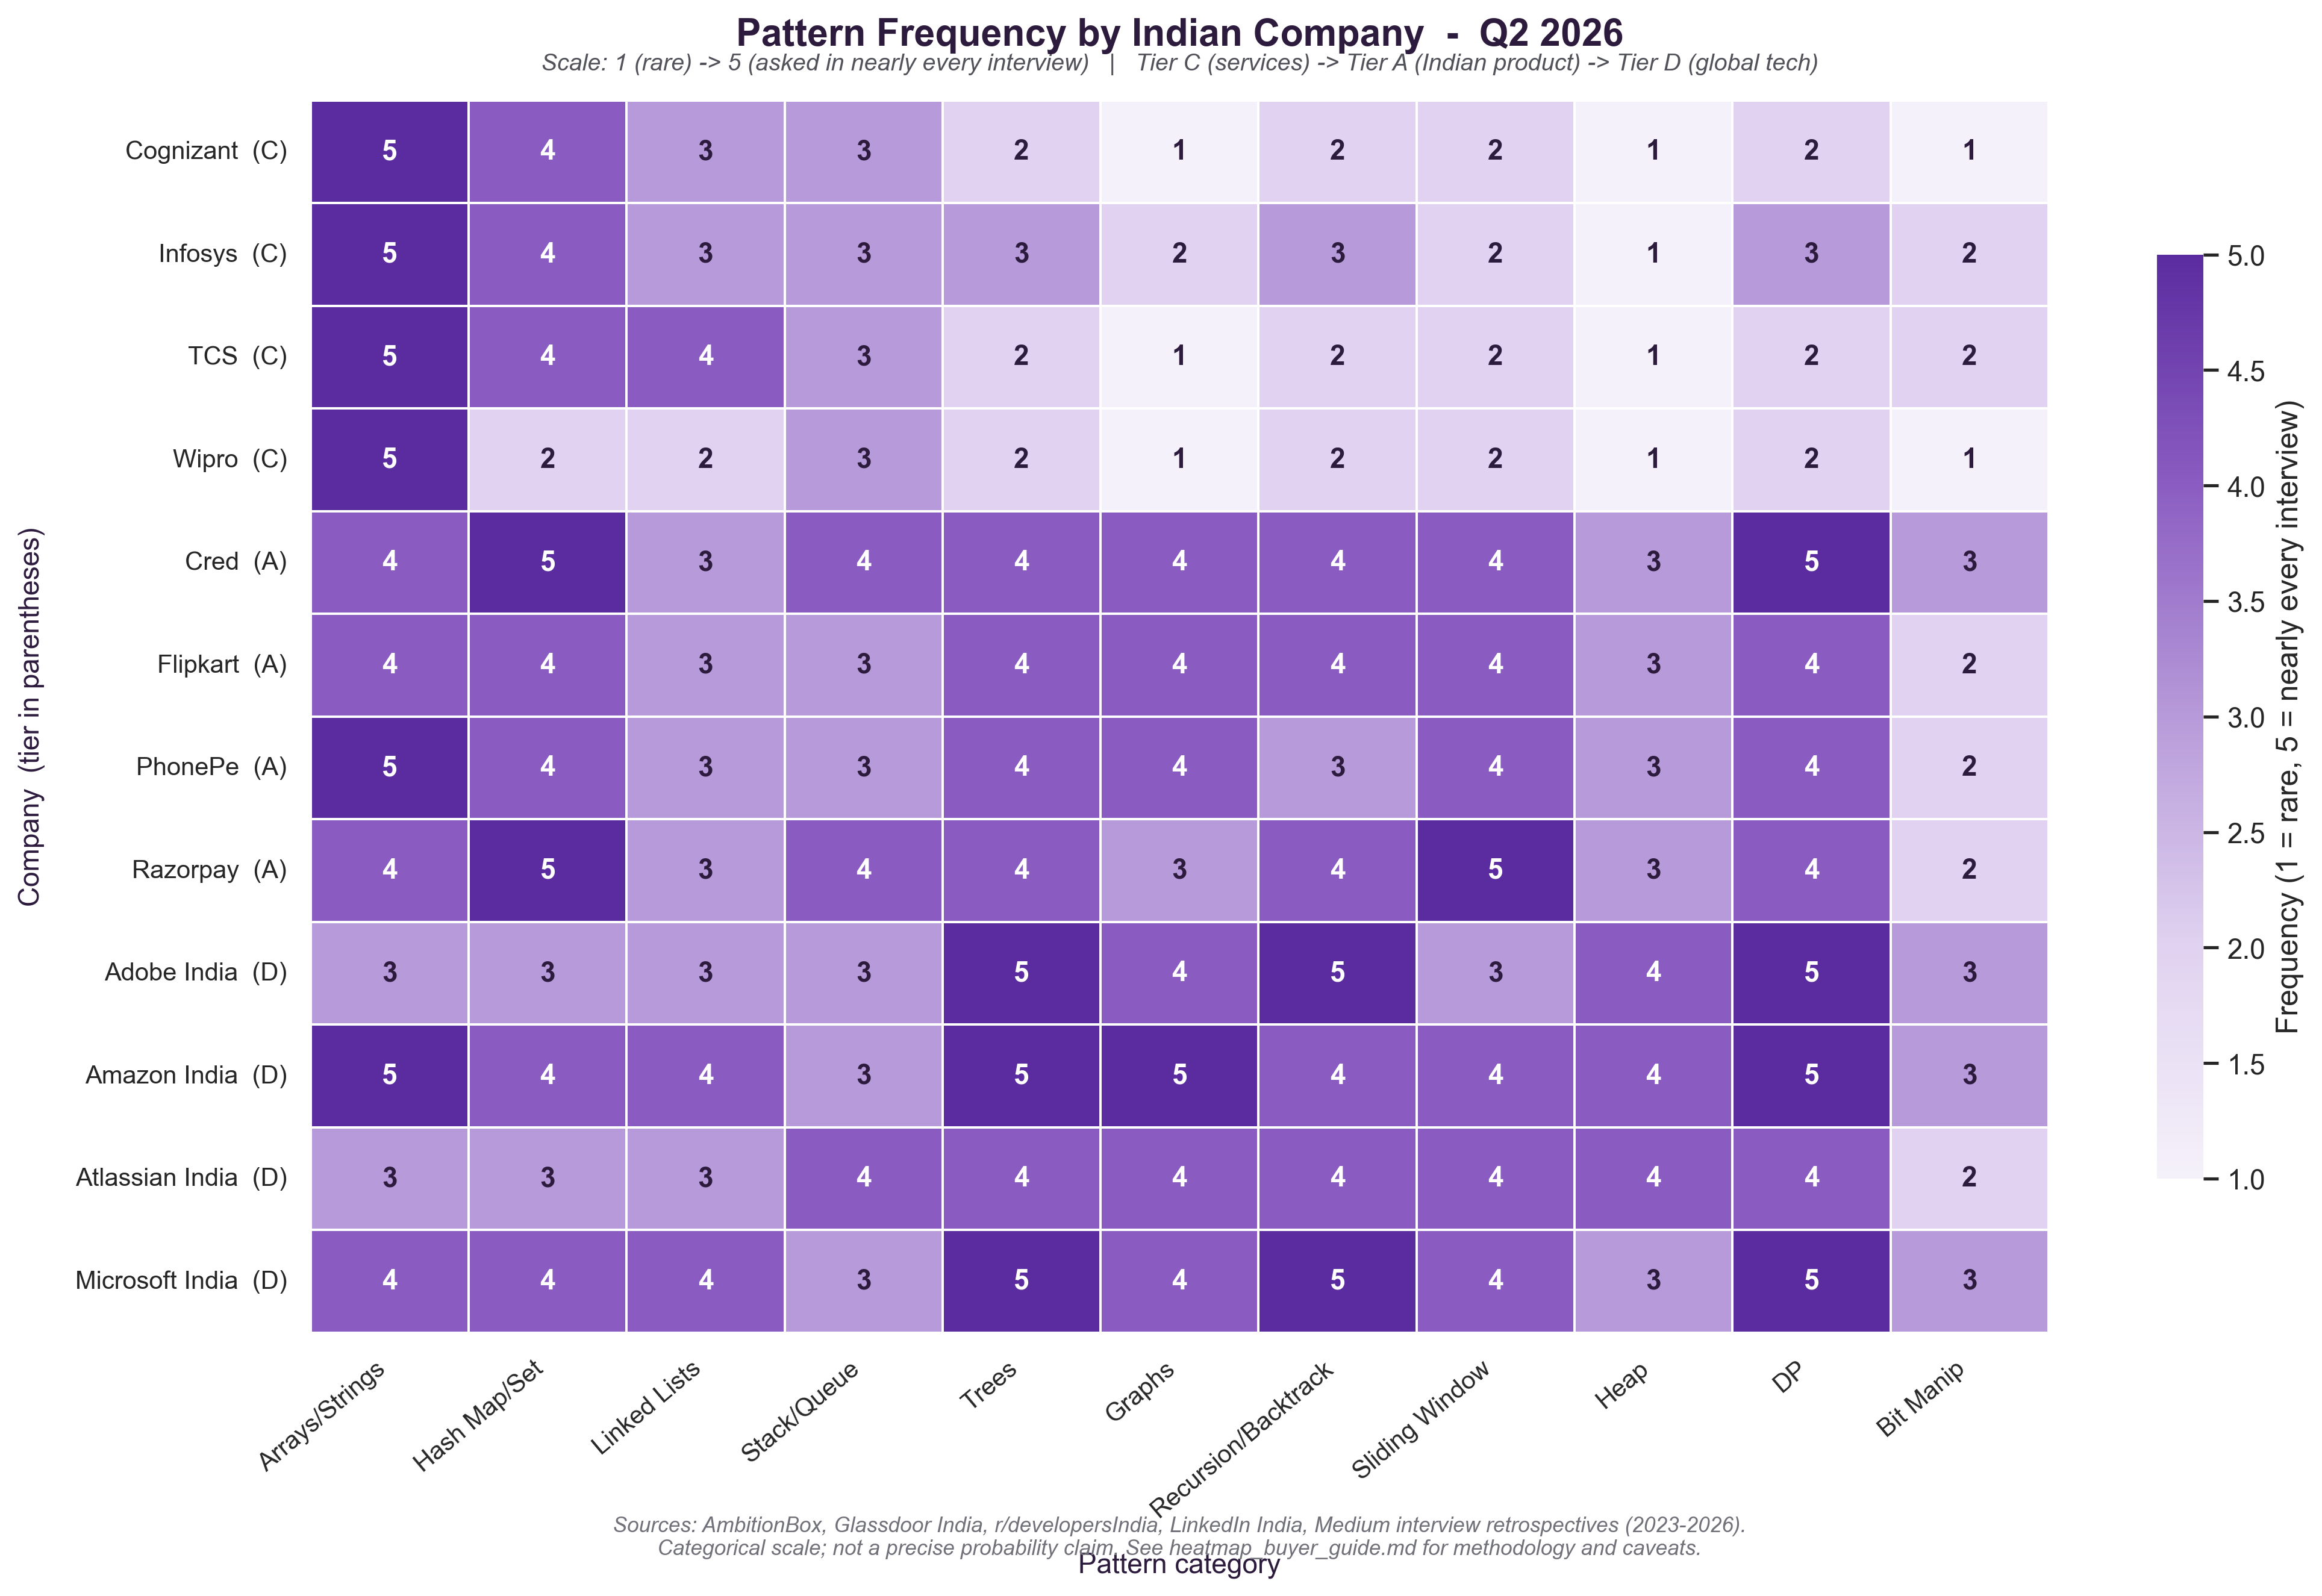 Pattern Frequency by Indian Company - Q2 2026
Scale: 1 (rare) -> 5 (asked in nearly every interview) | Tier C (services) -> Tier A (Indian product) -> Tier D (global tech)
Company (tier in parentheses)
Cognizant (C) 5 4 3 3 2 1 2 2 1 2 1
Infosys (C) 5 4 3 3 3 2 3 2 1 3 2
TCS (C) 5 4 4 3 2 1 2 2 1 2 2
Wipro (C) 5 2 2 3 2 1 2 2 1 2 1
Cred (A) 4 5 3 4 4 4 4 4 3 5 3
Flipkart (A) 4 4 3 3 4 4 4 4 3 4 2
PhonePe (A) 5 4 3 3 4 4 3 4 3 4 2
Razorpay (A) 4 5 3 4 4 3 4 5 3 4 2
Adobe India (D) 3 3 3 3 5 4 5 3 4 5 3
Amazon India (D) 5 4 4 3 5 5 4 4 4 5 3
Atlassian India (D) 3 3 3 4 4 4 4 4 4 4 2
Microsoft India (D) 4 4 4 3 5 4 5 4 3 5 3
Arrays/Strings
Hash Map/Set
Linked Lists
Stack/Queue
Trees
Graphs
Recursion/Backtrack
Sliding Window
Heap
DP
Bit Manip
5.0
4.5
4.0
3.5
3.0
2.5
2.0
1.5
1.0
Frequency (1 = rare, 5 = nearly every interview)
Sources: AmbitionBox, Glassdoor India, r/developersIndia, LinkedIn India, Medium interview retrospectives (2023-2026).
Categorical scale; not a precise probability claim. See heatmap_buyer_guide.md for methodology and caveats.
Pattern category